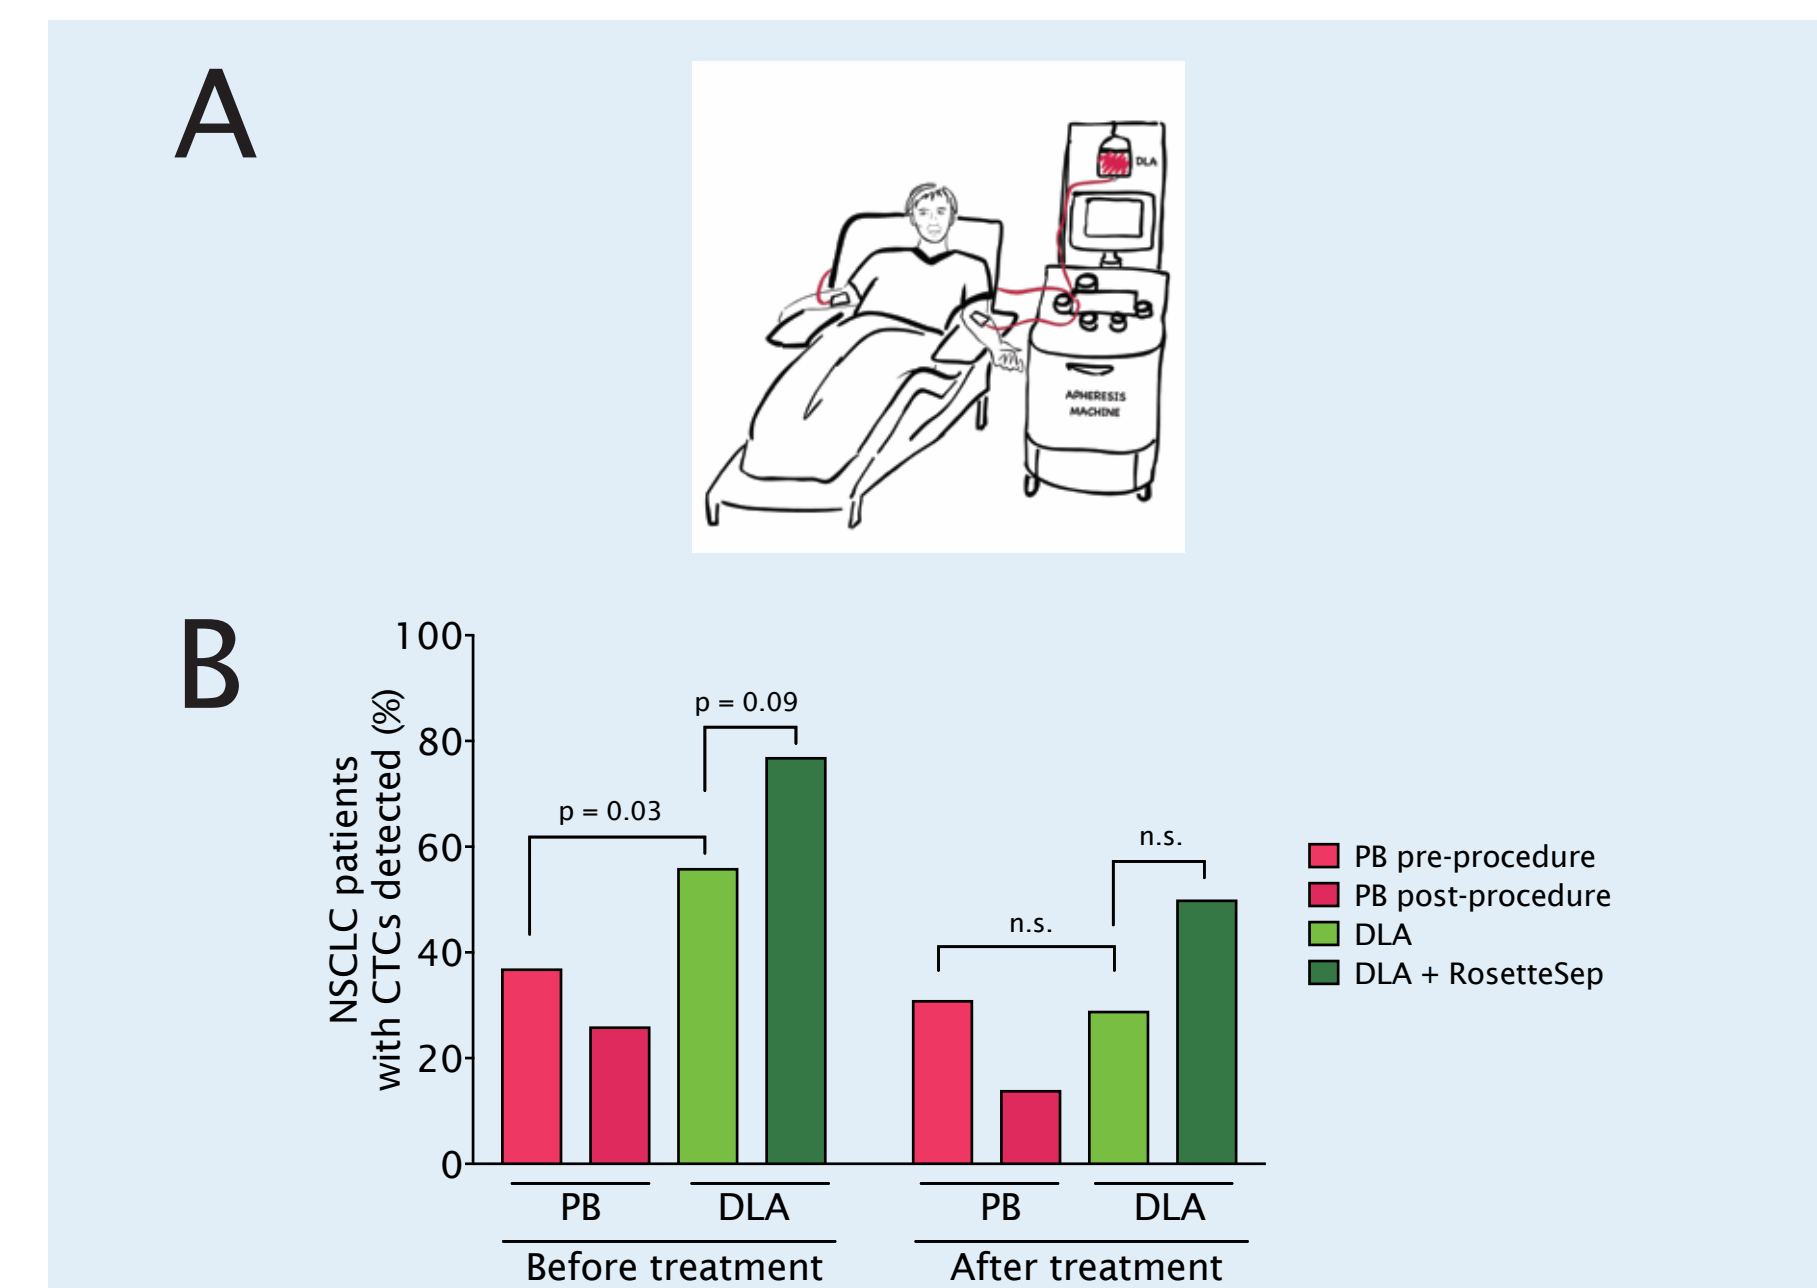 A
DLA
APHERESIS
MACHINE
B
NSCLC patients
with CTCs detected (%)
100
80
60
40
20
0
p = 0.03
p = 0.09
n.s.
n.s.
PB pre-procedure
PB post-procedure
DLA
DLA + RosetteSep
PB DLA PB DLA
Before treatment After treatment